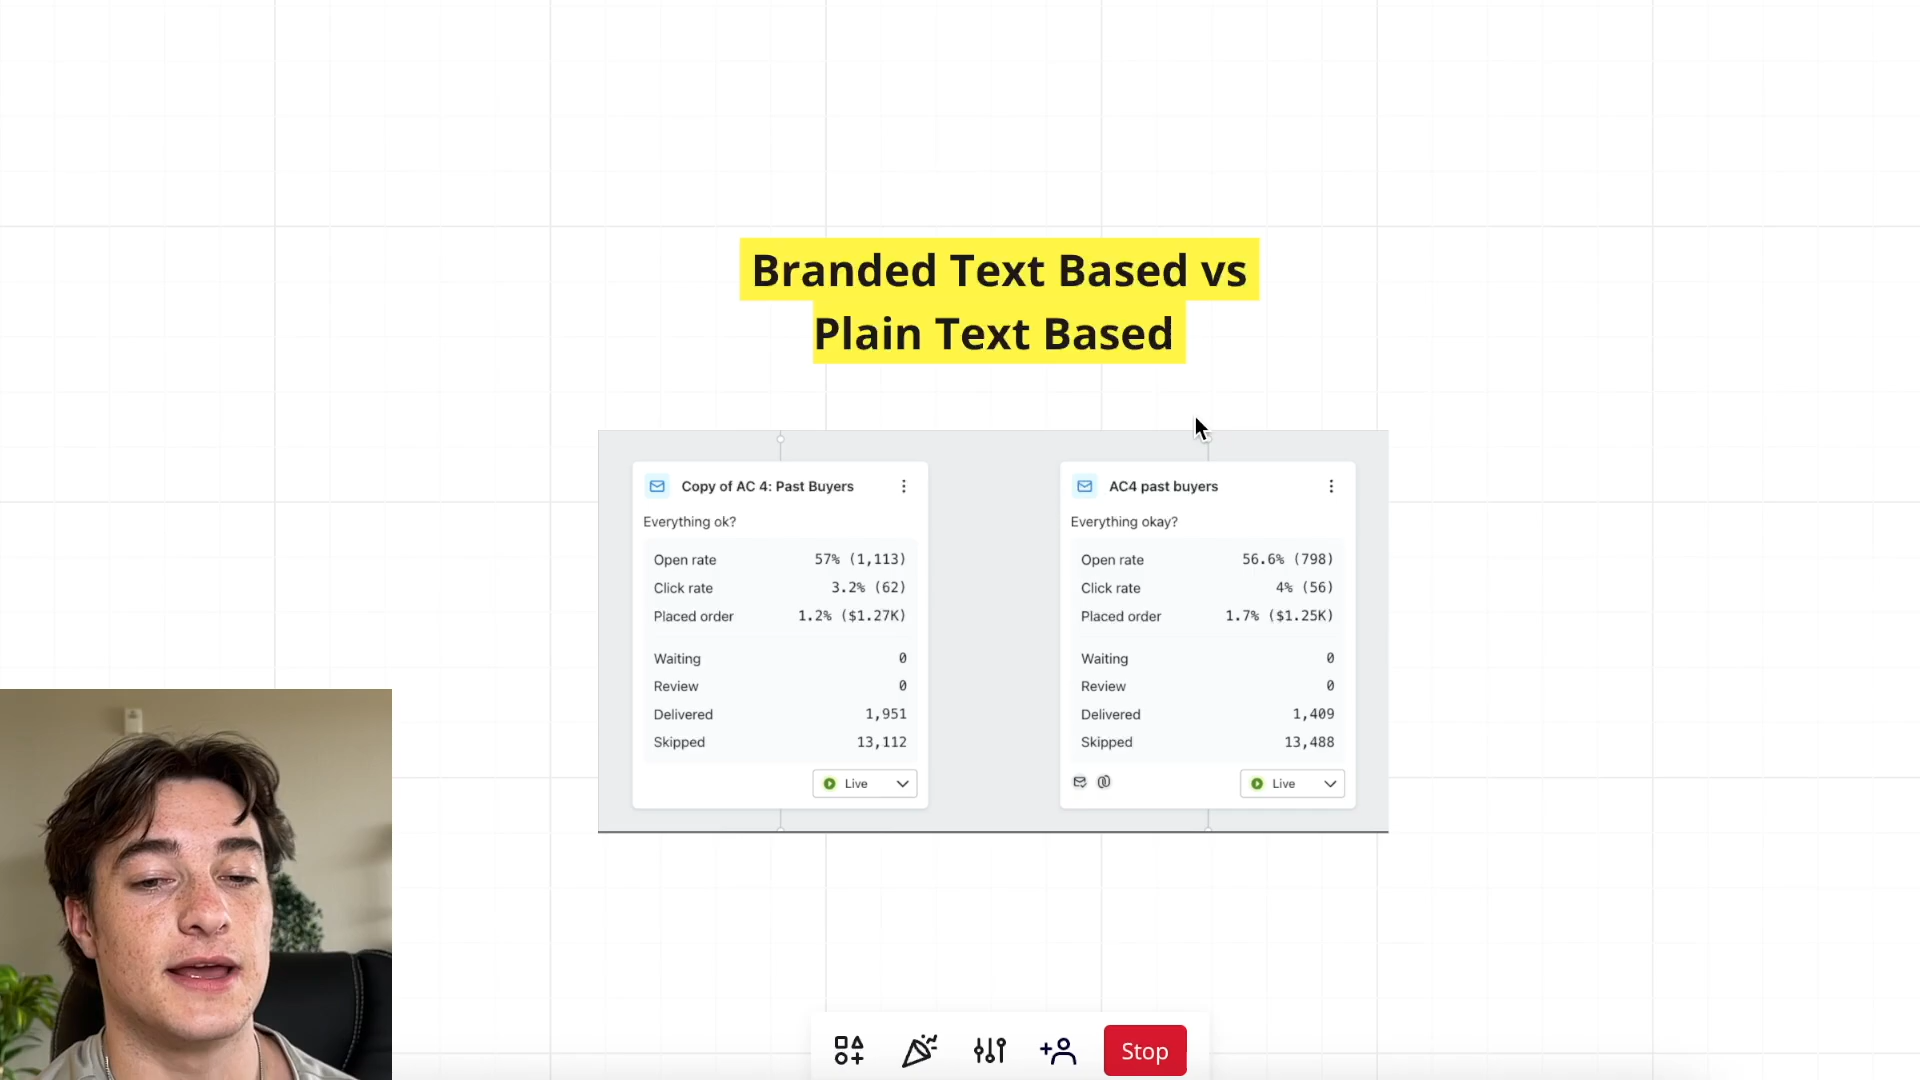 Branded Text Based vs
Plain Text Based
Copy of AC 4: Past Buyers
Everything ok?
Open rate 57% (1,113)
Click rate 3.2% (62)
Placed order 1.2% ($1.27K)
Waiting 0
Review 0
Delivered 1,951
Skipped 13,112
Live
AC4 past buyers
Everything okay?
Open rate 56.6% (798)
Click rate 4% (56)
Placed order 1.7% ($1.25K)
Waiting 0
Review 0
Delivered 1,409
Skipped 13,488
Live
Stop